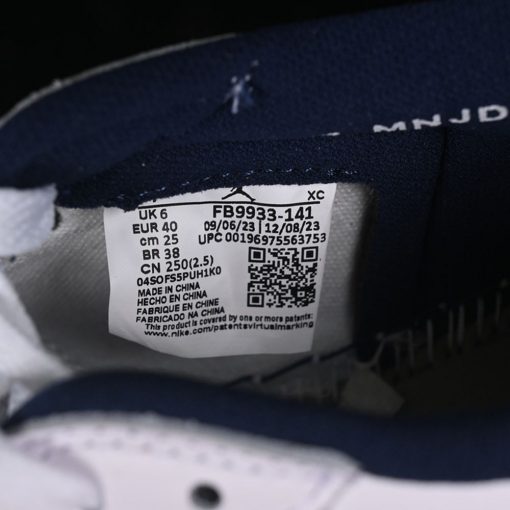 MNJD
XC
UK 6
FB9933-141
EUR 40
09/06/23 | 12/08/23
cm 25
UPC 00196975563753
BR 38
CN 250(2.5)
04SOFS5PUH1K0
MADE IN CHINA
HECHO EN CHINA
FABRIQUE EN CHINE
FABRICADO NA CHINA
This product is covered by one or more patents:
www.nike.com/patentsvirtualmarking